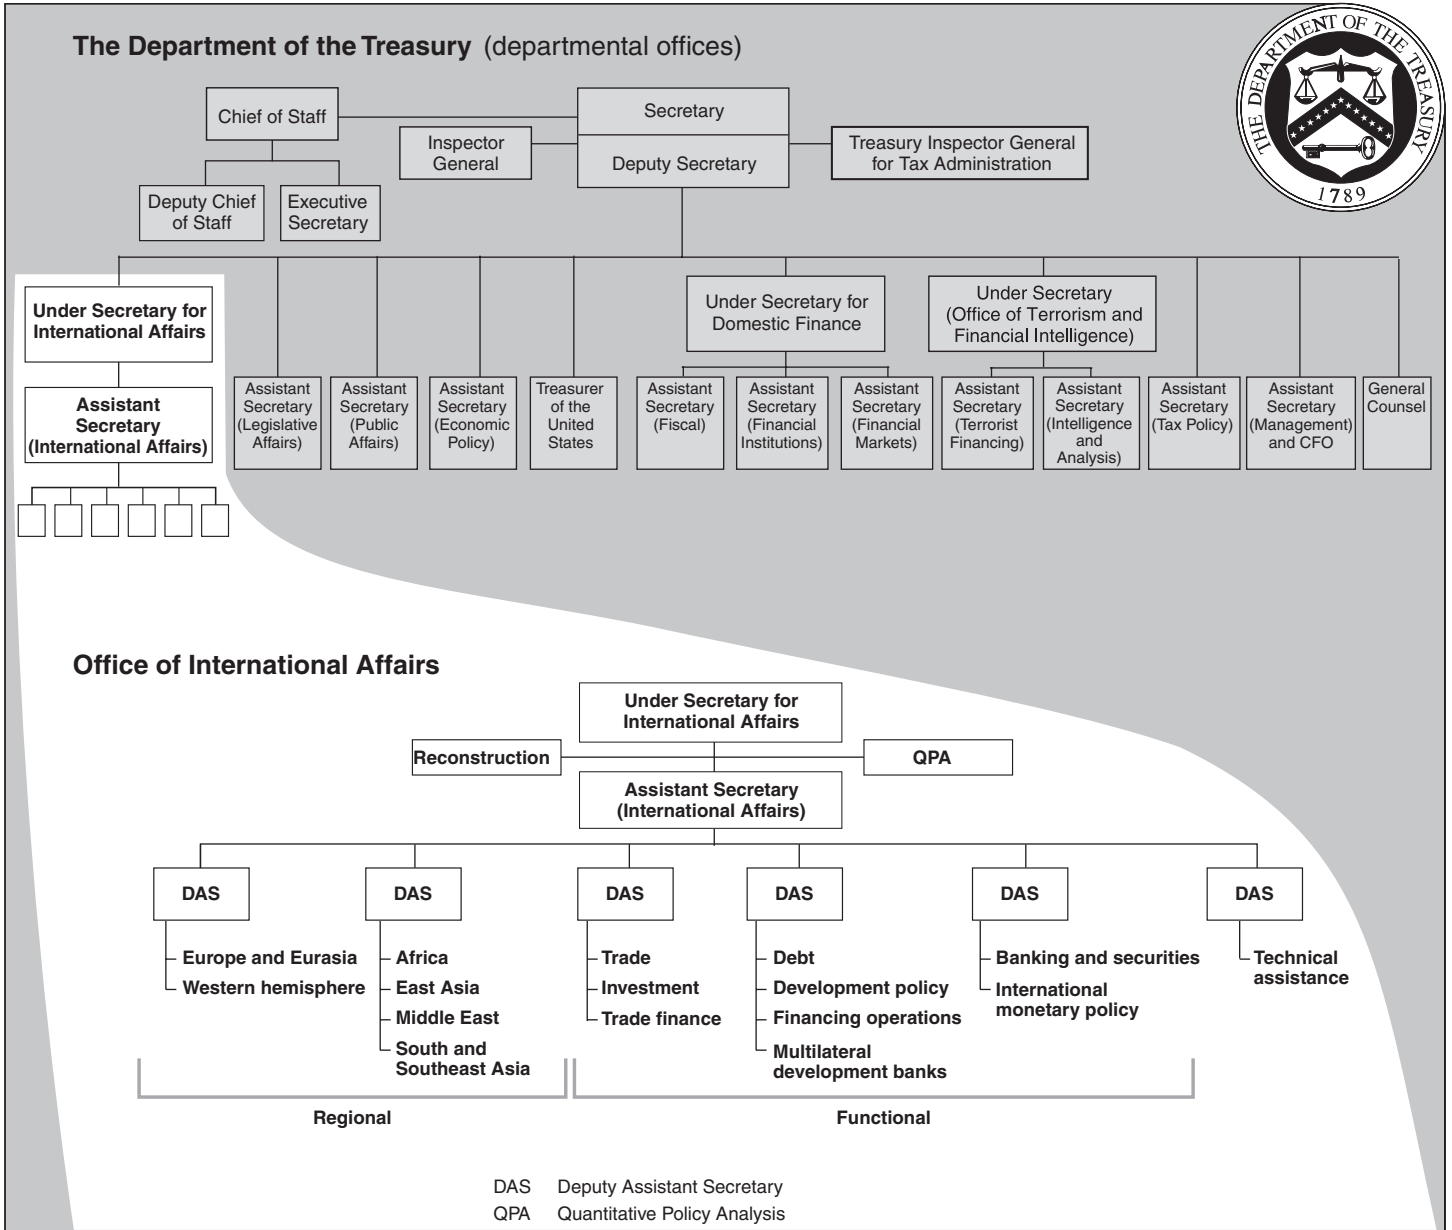 The Department of the Treasury (departmental offices)
THE DEPARTMENT OF THE TREASURY
1789
Chief of Staff
Secretary
Inspector
General
Deputy Secretary
Treasury Inspector General
for Tax Administration
Deputy Chief
of Staff
Executive
Secretary
Under Secretary for
International Affairs
Under Secretary for
Domestic Finance
Under Secretary
(Office of Terrorism and
Financial Intelligence)
Assistant
Secretary
(International Affairs)
Assistant
Secretary
(Legislative
Affairs)
Assistant
Secretary
(Public
Affairs)
Assistant
Secretary
(Economic
Policy)
Treasurer
of the
United
States
Assistant
Secretary
(Fiscal)
Assistant
Secretary
(Financial
Institutions)
Assistant
Secretary
(Financial
Markets)
Assistant
Secretary
(Terrorist
Financing)
Assistant
Secretary
(Intelligence
and
Analysis)
Assistant
Secretary
(Tax Policy)
Assistant
Secretary
(Management)
and CFO
General
Counsel
Office of International Affairs
Under Secretary for
International Affairs
Reconstruction
QPA
Assistant Secretary
(International Affairs)
DAS
Europe and Eurasia
Western hemisphere
DAS
Africa
East Asia
Middle East
South and
Southeast Asia
DAS
Trade
Investment
Trade finance
DAS
Debt
Development policy
Financing operations
Multilateral
development banks
DAS
Banking and securities
International
monetary policy
DAS
Technical
assistance
Regional
Functional
DAS Deputy Assistant Secretary
QPA Quantitative Policy Analysis